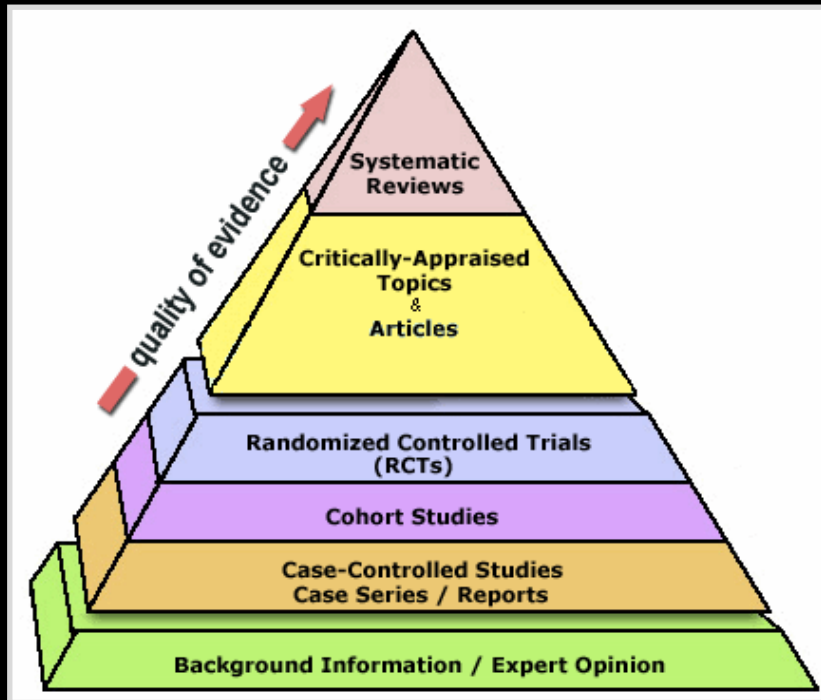 quality of evidence
Systematic
Reviews
Critically-Appraised
Topics
&
Articles
Randomized Controlled Trials
(RCTs)
Cohort Studies
Case-Controlled Studies
Case Series / Reports
Background Information / Expert Opinion